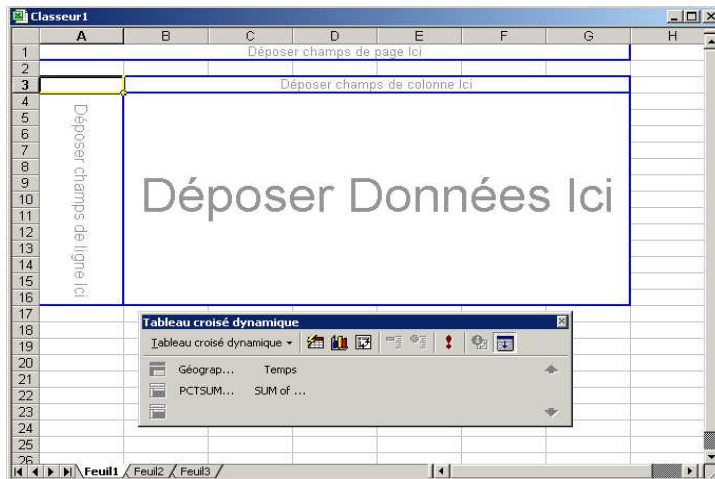 Classeur1
A B C D E F G H
1 Déposer champs de page Ici
2
3 Déposer champs de colonne Ici
4
5
6
7
8
9
10
11
12
13
14
15
16
Déposer champs de ligne Ici
Déposer Données Ici
17
18
19
20
21
22
23
24
25
26
Tableau croisé dynamique
Tableau croisé dynamique
Géograp... Temps
PCTSUM... SUM of ...
Feuil1 Feuil2 Feuil3